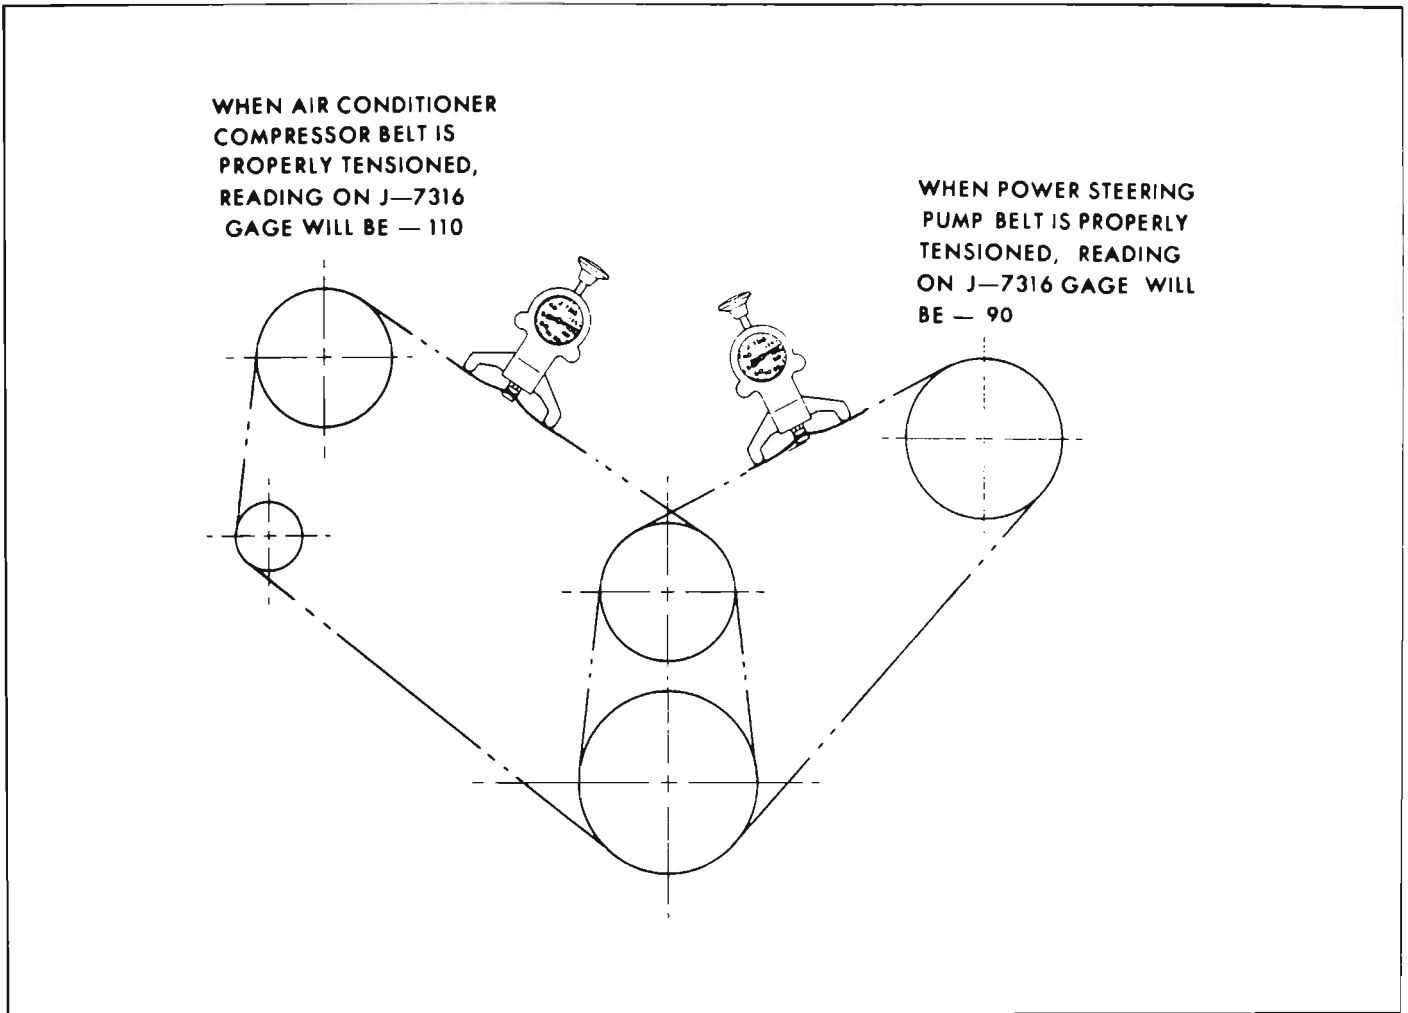 WHEN AIR CONDITIONER
COMPRESSOR BELT IS
PROPERLY TENSIONED,
READING ON J—7316
GAGE WILL BE — 110
WHEN POWER STEERING
PUMP BELT IS PROPERLY
TENSIONED, READING
ON J—7316 GAGE WILL
BE — 90